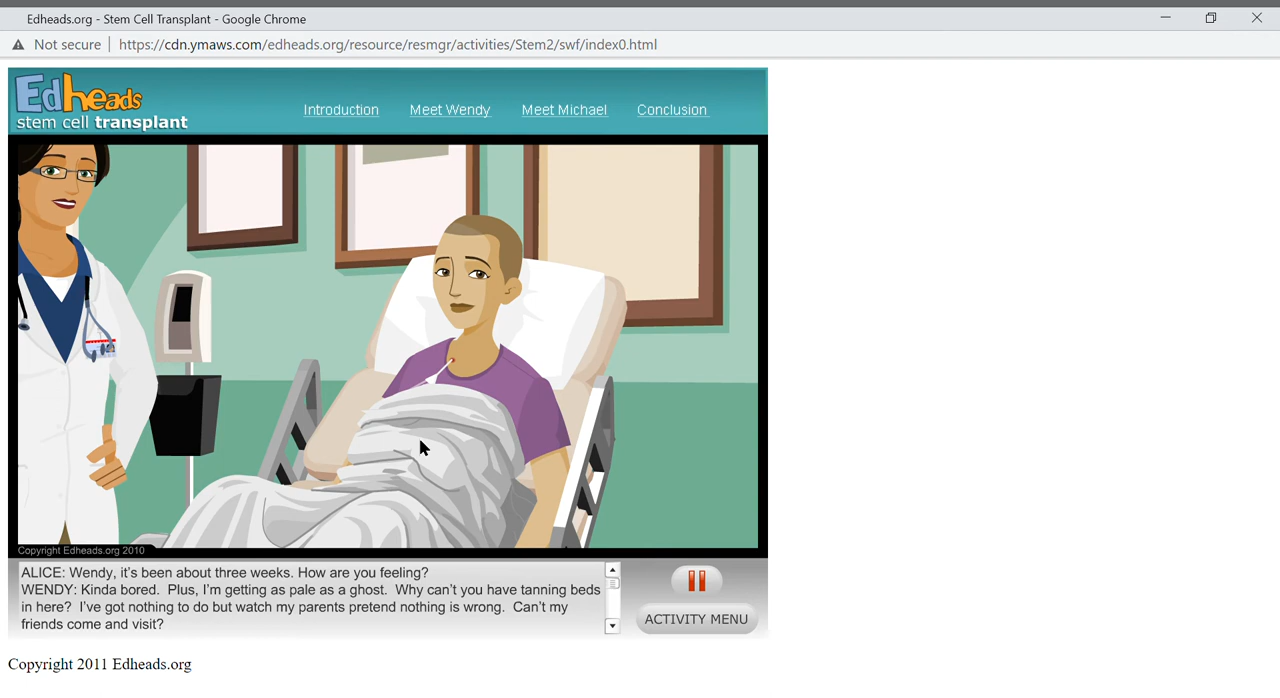 Edheads.org - Stem Cell Transplant - Google Chrome
Not secure | https://cdn.ymaws.com/edheads.org/resource/resmgr/activities/Stem2/swf/index0.html
Edheads
stem cell transplant
Introduction Meet Wendy Meet Michael Conclusion
Copyright Edheads.org 2010
ALICE: Wendy, it's been about three weeks. How are you feeling?
WENDY: Kinda bored. Plus, I'm getting as pale as a ghost. Why can't you have tanning beds
in here? I've got nothing to do but watch my parents pretend nothing is wrong. Can't my
friends come and visit?
ACTIVITY MENU
Copyright 2011 Edheads.org